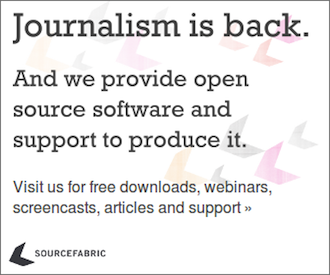 Journalism is back.
And we provide open
source software and
support to produce it.
Visit us for free downloads, webinars,
screencasts, articles and support »
SOURCEFABRIC